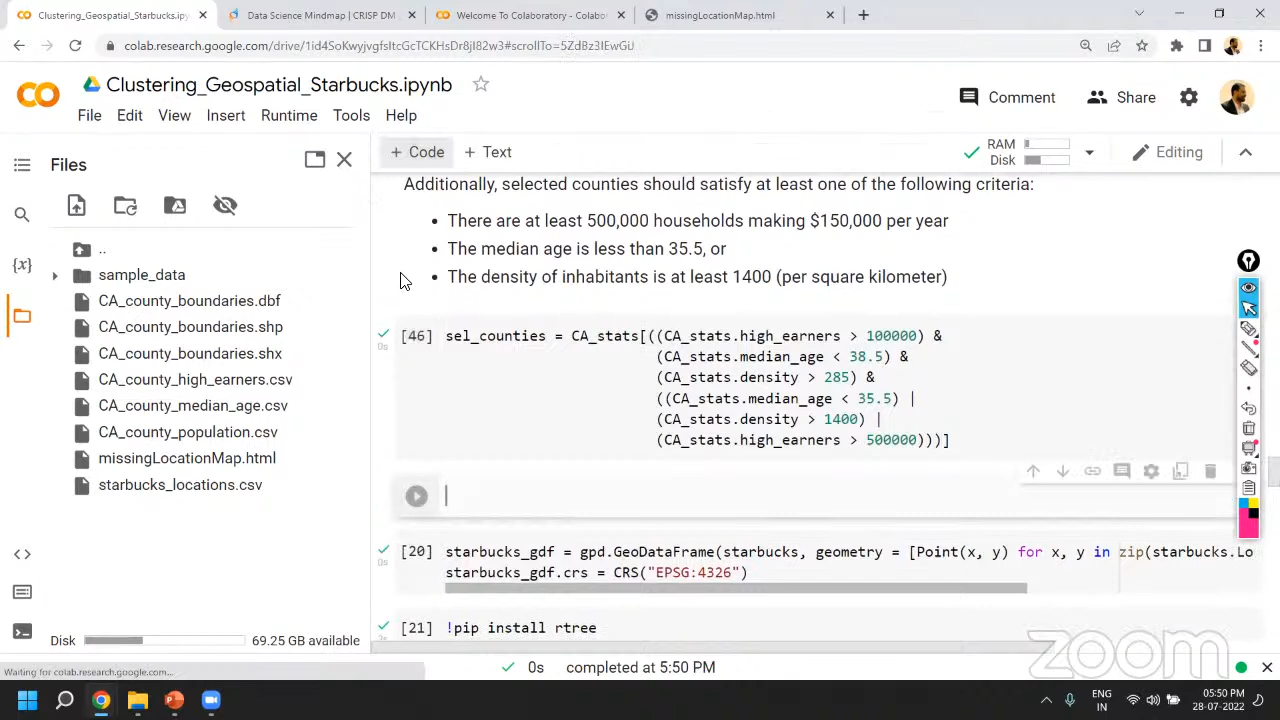 Clustering_Geospatial_Starbucks.ipynb
Data Science Mindmap ( CRISP DM
Welcome To Colaboratory - Colabor
missingLocationMap.html
colab.research.google.com/drive/1id4SoKwyjvgfsItcGcTCKHsDr8jI82w3#scrollTo=5ZdBz3IEwGiJ
Clustering_Geospatial_Starbucks.ipynb
Comment
Share
File Edit View Insert Runtime Tools Help
Files
+ Code
+ Text
RAM
Disk
Editing
..
sample_data
CA_county_boundaries.dbf
CA_county_boundaries.shp
CA_county_boundaries.shx
CA_county_high_earners.csv
CA_county_median_age.csv
CA_county_population.csv
missingLocationMap.html
starbucks_locations.csv
Disk
69.25 GB available
Additionally, selected counties should satisfy at least one of the following criteria:
• There are at least 500,000 households making $150,000 per year
• The median age is less than 35.5, or
• The density of inhabitants is at least 1400 (per square kilometer)
0s
[46] sel_counties = CA_stats[((CA_stats.high_earners > 100000) &
(CA_stats.median_age < 38.5) &
(CA_stats.density > 285) &
((CA_stats.median_age < 35.5) |
(CA_stats.density > 1400) |
(CA_stats.high_earners > 500000)))]
0s
[20] starbucks_gdf = gpd.GeoDataFrame(starbucks, geometry = [Point(x, y) for x, y in zip(starbucks.Lo
starbucks_gdf.crs = CRS("EPSG:4326")
[21] !pip install rtree
Waiting for colab.research.google.com...
0s completed at 5:50 PM
zoom
ENG
IN
05:50 PM
28-07-2022